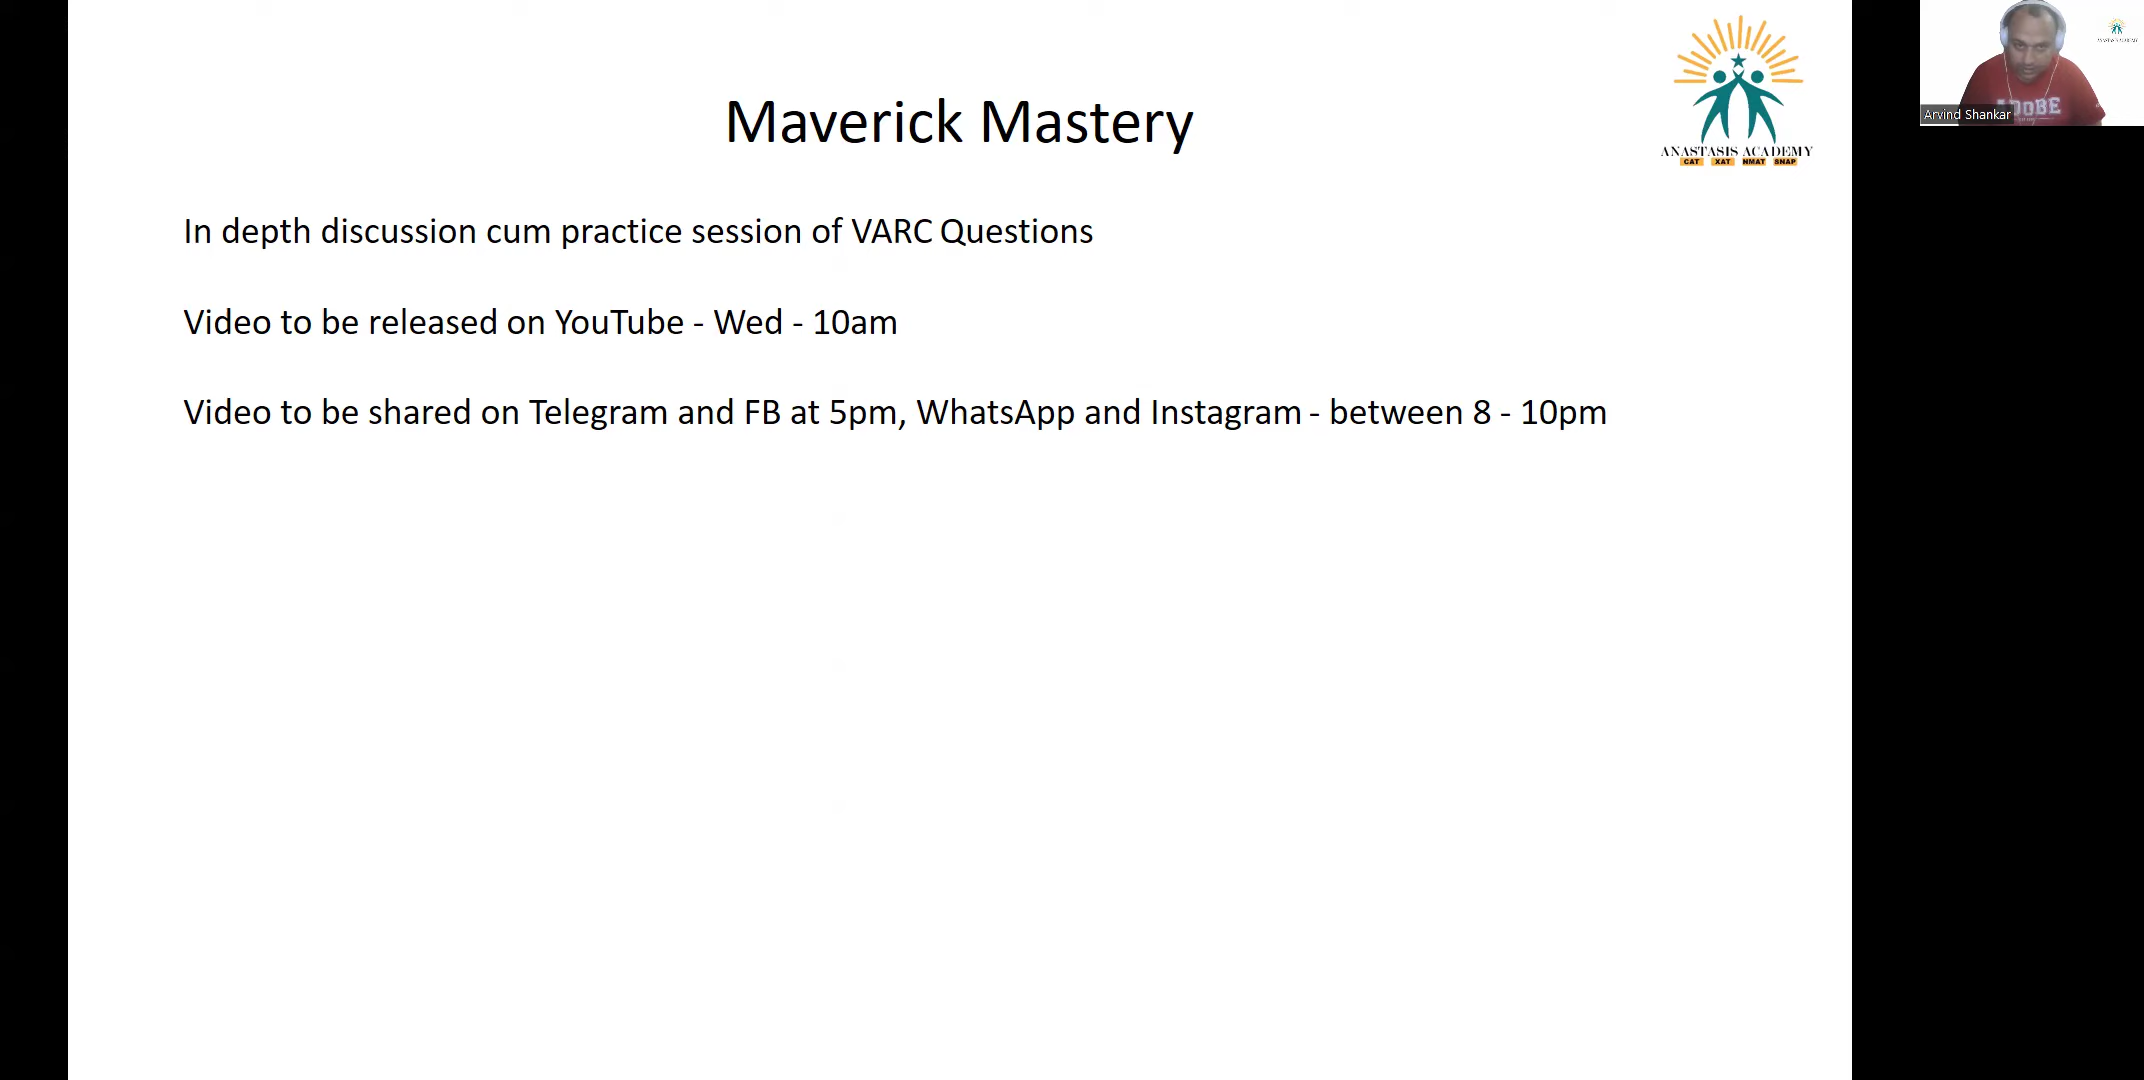 Maverick Mastery
ANASTASIS ACADEMY
CAT XAT NMAT SNAP
In depth discussion cum practice session of VARC Questions
Video to be released on YouTube - Wed - 10am
Video to be shared on Telegram and FB at 5pm, WhatsApp and Instagram - between 8 - 10pm
Arvind Shankar